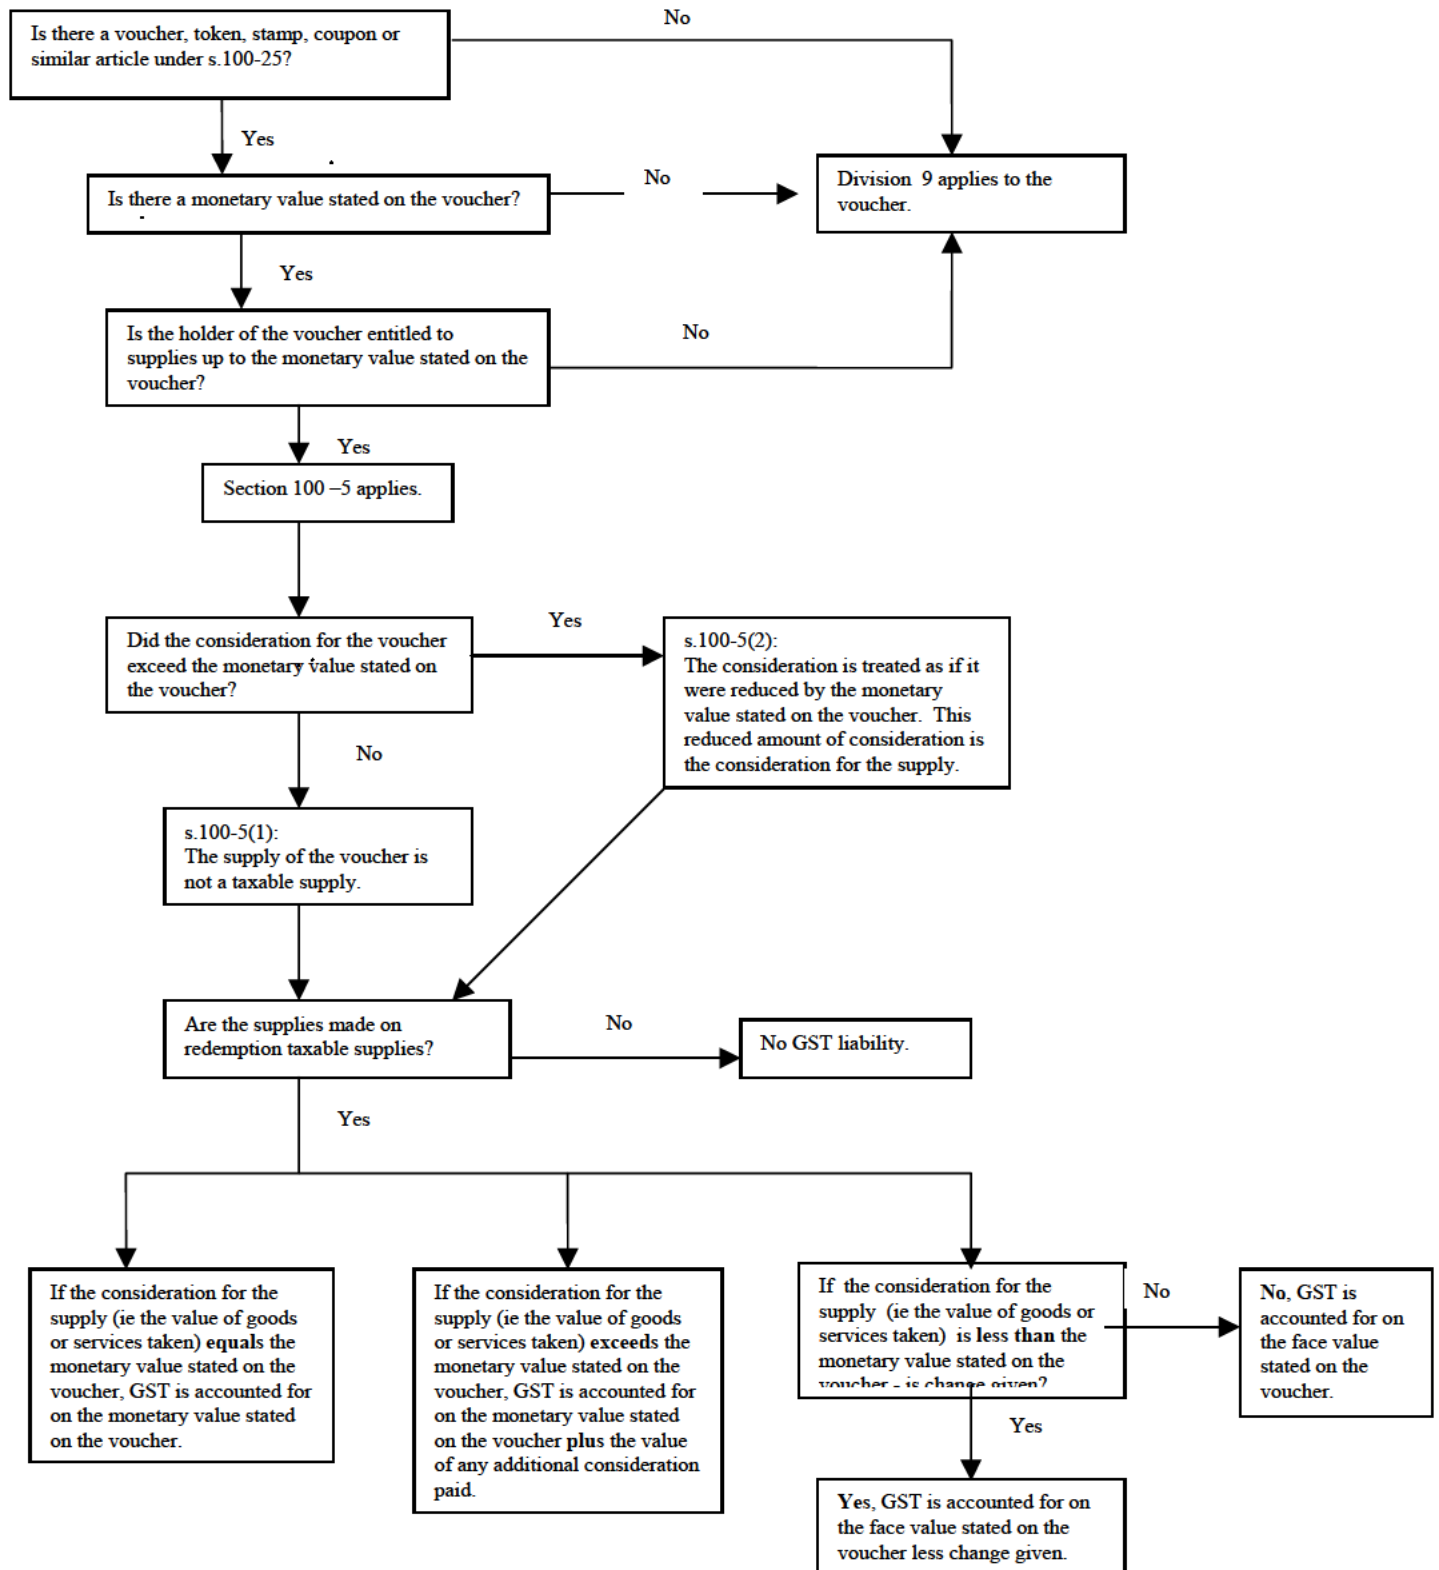 No
Is there a voucher, token, stamp, coupon or
similar article under s.100-25?
Yes
Is there a monetary value stated on the voucher?
No
Division 9 applies to the
voucher.
Yes
Is the holder of the voucher entitled to
supplies up to the monetary value stated on the
voucher?
No
Yes
Section 100 –5 applies.
Did the consideration for the voucher
exceed the monetary value stated on
the voucher?
Yes
s.100-5(2):
The consideration is treated as if it
were reduced by the monetary
value stated on the voucher. This
reduced amount of consideration is
the consideration for the supply.
No
s.100-5(1):
The supply of the voucher is
not a taxable supply.
Are the supplies made on
redemption taxable supplies?
No
No GST liability.
Yes
If the consideration for the
supply (ie the value of goods
or services taken) equals the
monetary value stated on the
voucher, GST is accounted for
on the monetary value stated
on the voucher.
If the consideration for the
supply (ie the value of goods
or services taken) exceeds the
monetary value stated on the
voucher, GST is accounted for
on the monetary value stated
on the voucher plus the value
of any additional consideration
paid.
If the consideration for the
supply (ie the value of goods or
services taken) is less than the
monetary value stated on the
voucher - is change given?
No
No, GST is
accounted for on
the face value
stated on the
voucher.
Yes
Yes, GST is accounted for on
the face value stated on the
voucher less change given.